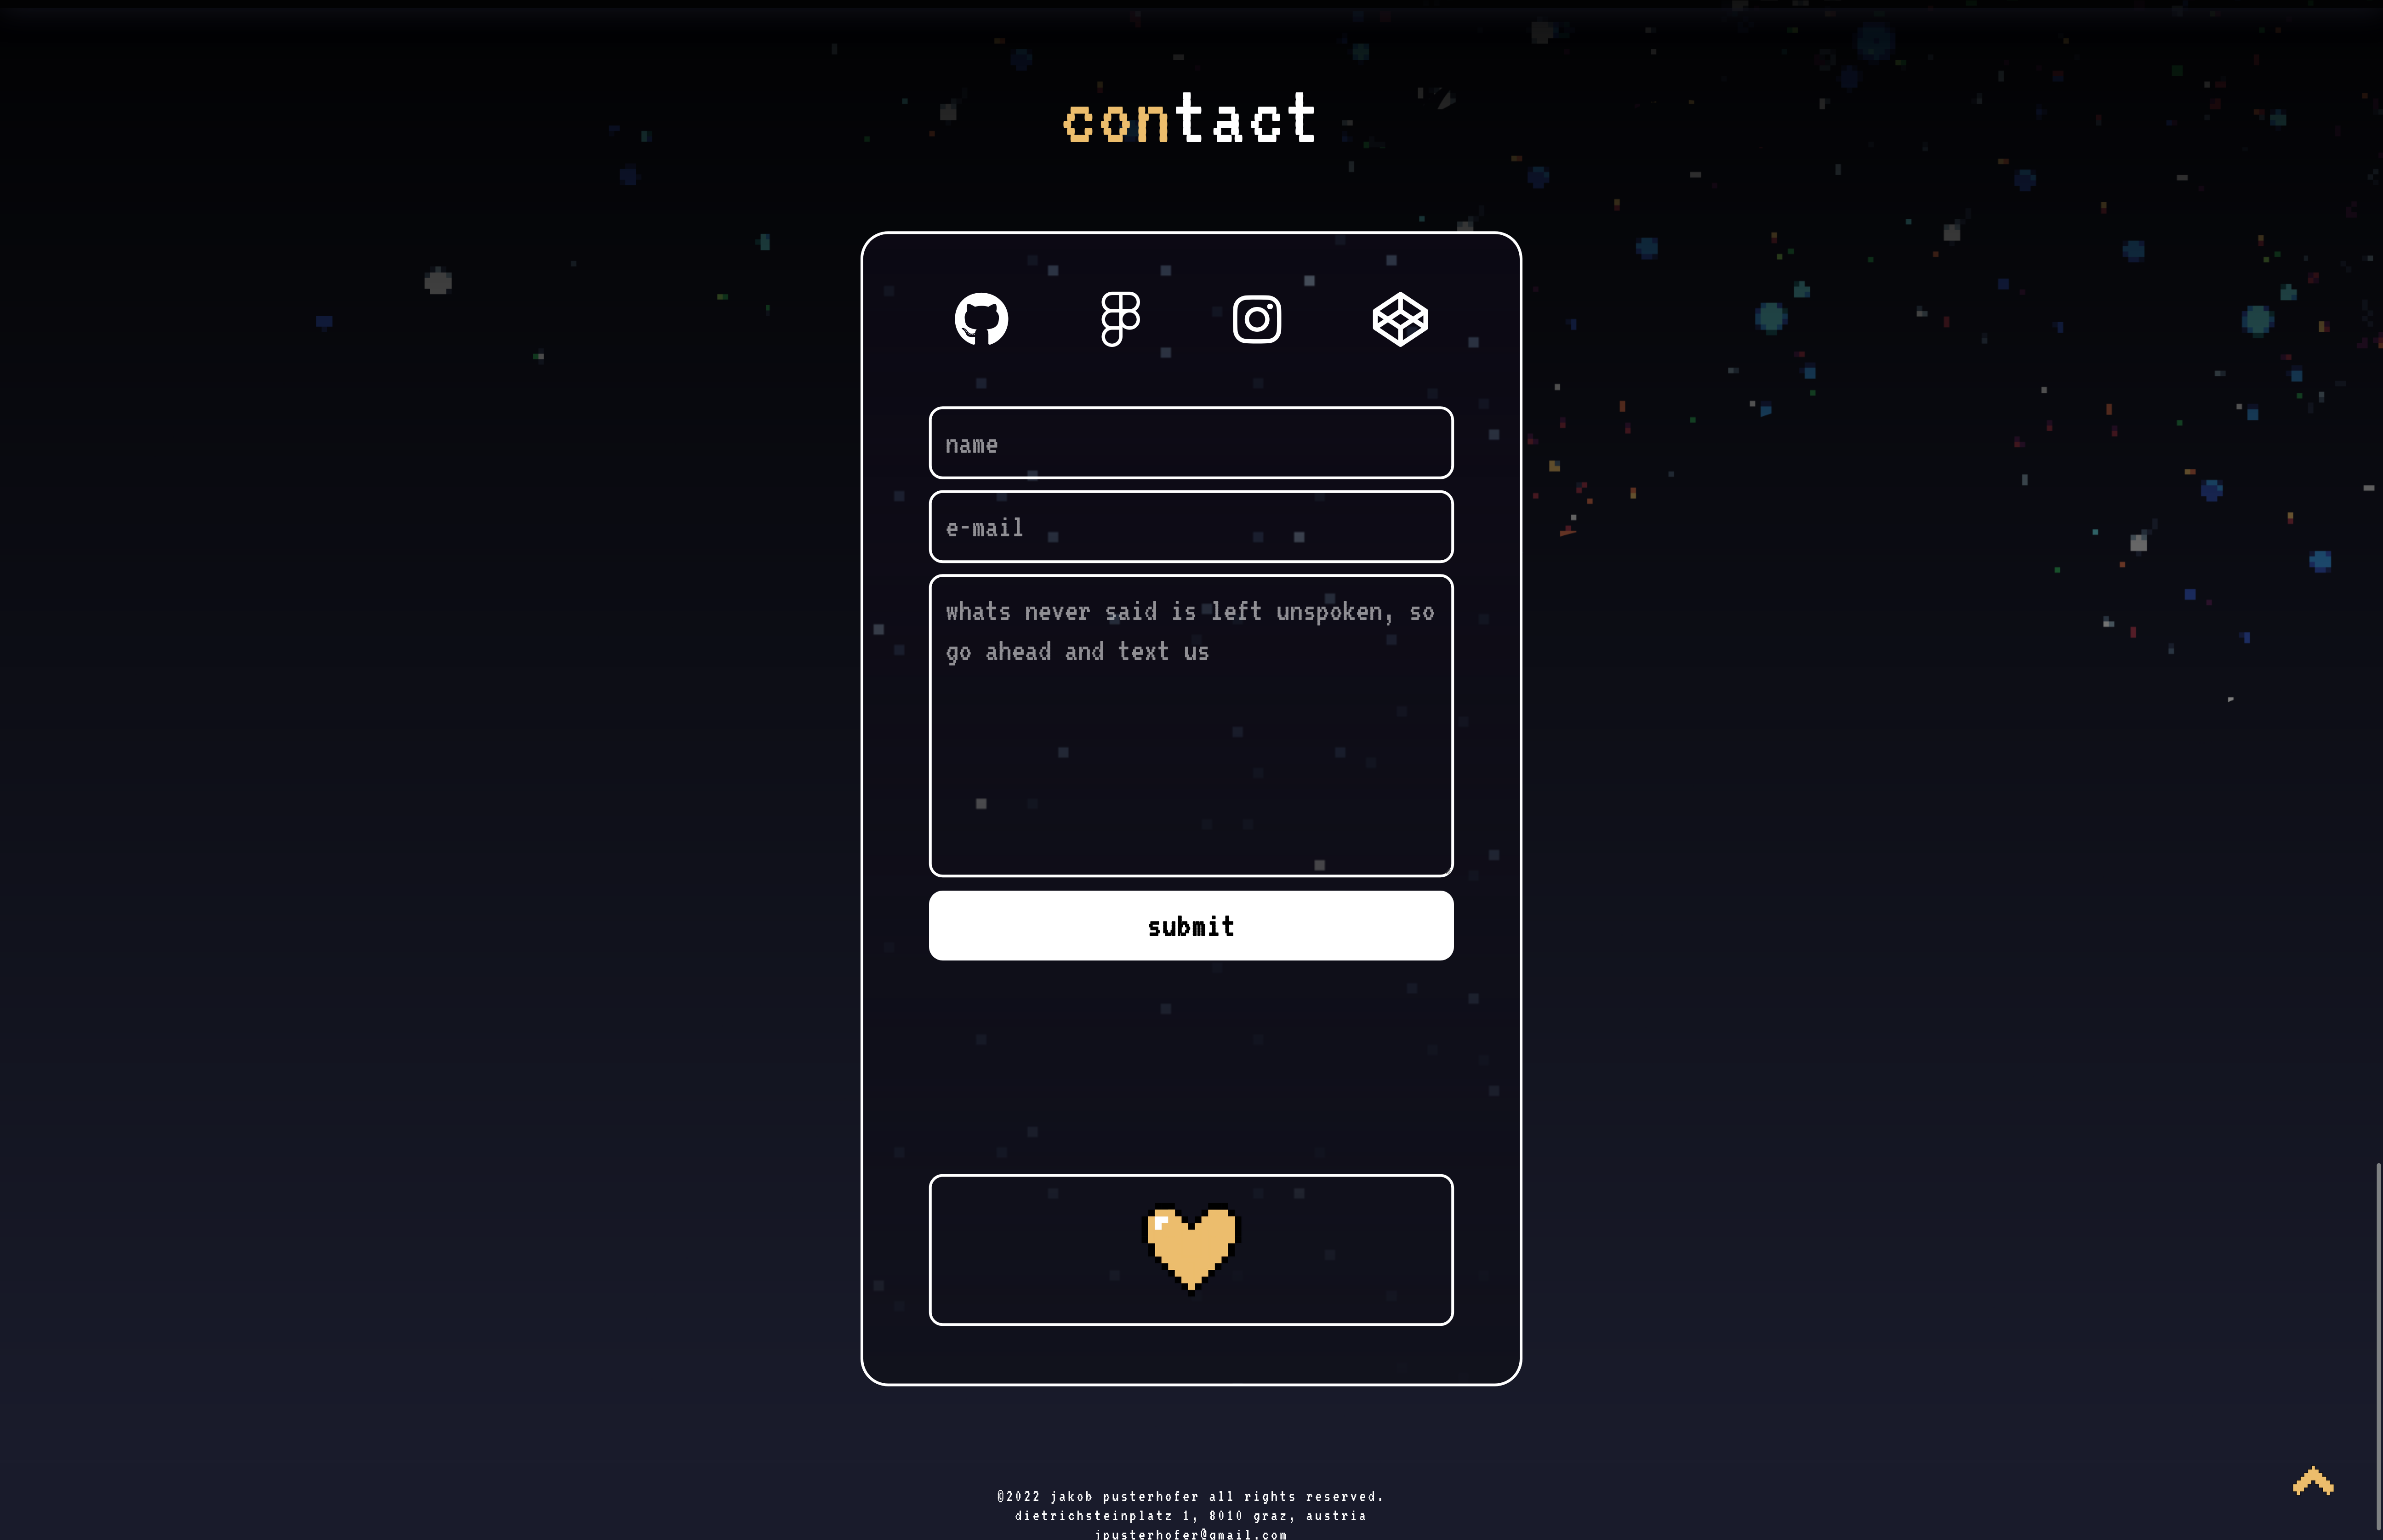 contact
name
e-mail
whats never said is left unspoken, so
go ahead and text us
submit
©2022 jakob pusterhofer all rights reserved.
dietrichsteinplatz 1, 8010 graz, austria
jpusterhofer@gmail.com